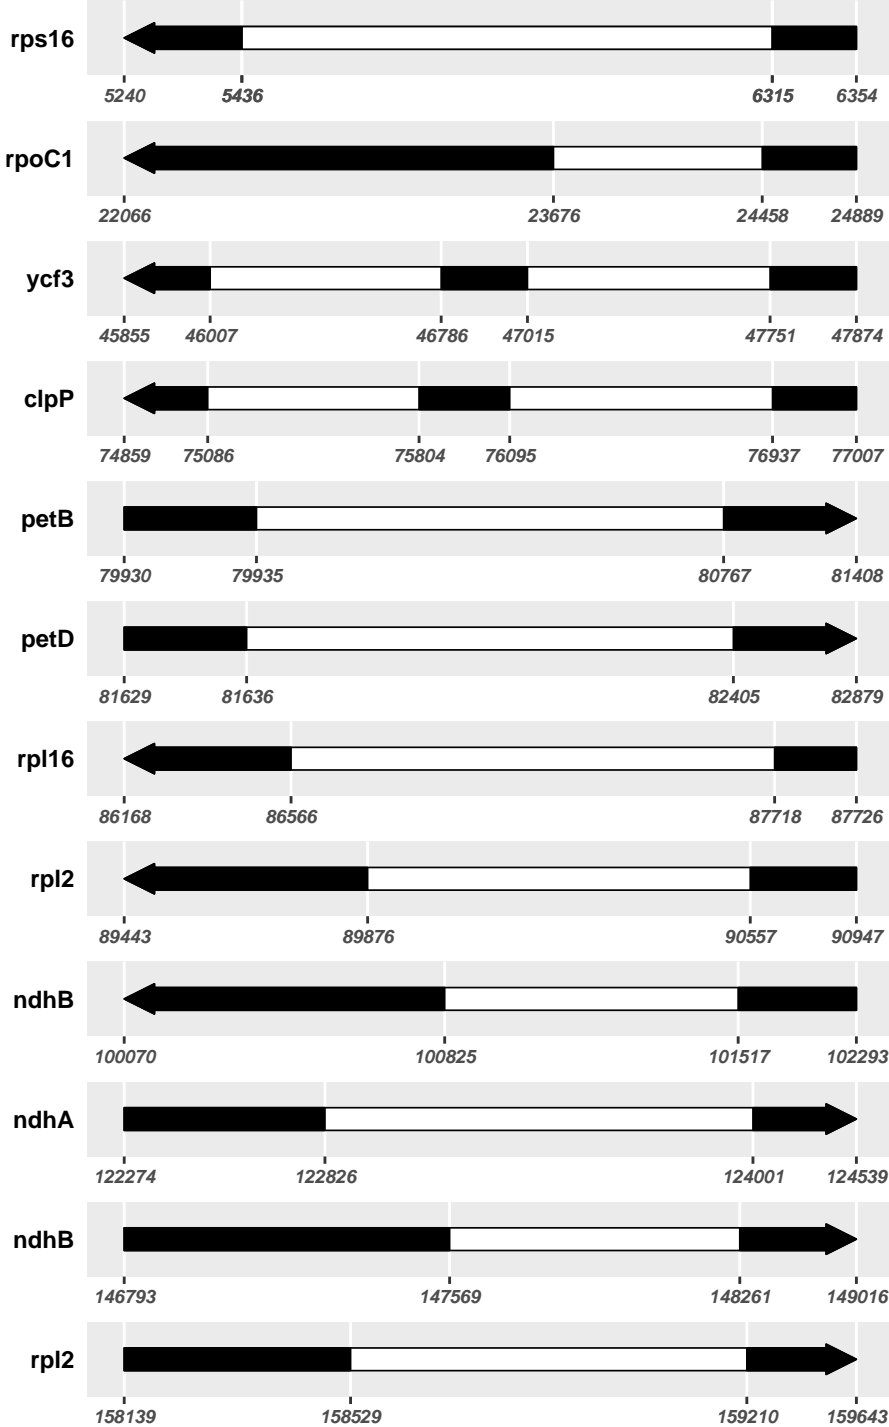 rps16
5240 5436 6315 6354
rpoC1
22066 23676 24458 24889
ycf3
45855 46007 46786 47015 47751 47874
clpP
74859 75086 75804 76095 76937 77007
petB
79930 79935 80767 81408
petD
81629 81636 82405 82879
rpl16
86168 86566 87718 87726
rpl2
89443 89876 90557 90947
ndhB
100070 100825 101517 102293
ndhA
122274 122826 124001 124539
ndhB
146793 147569 148261 149016
rpl2
158139 158529 159210 159643